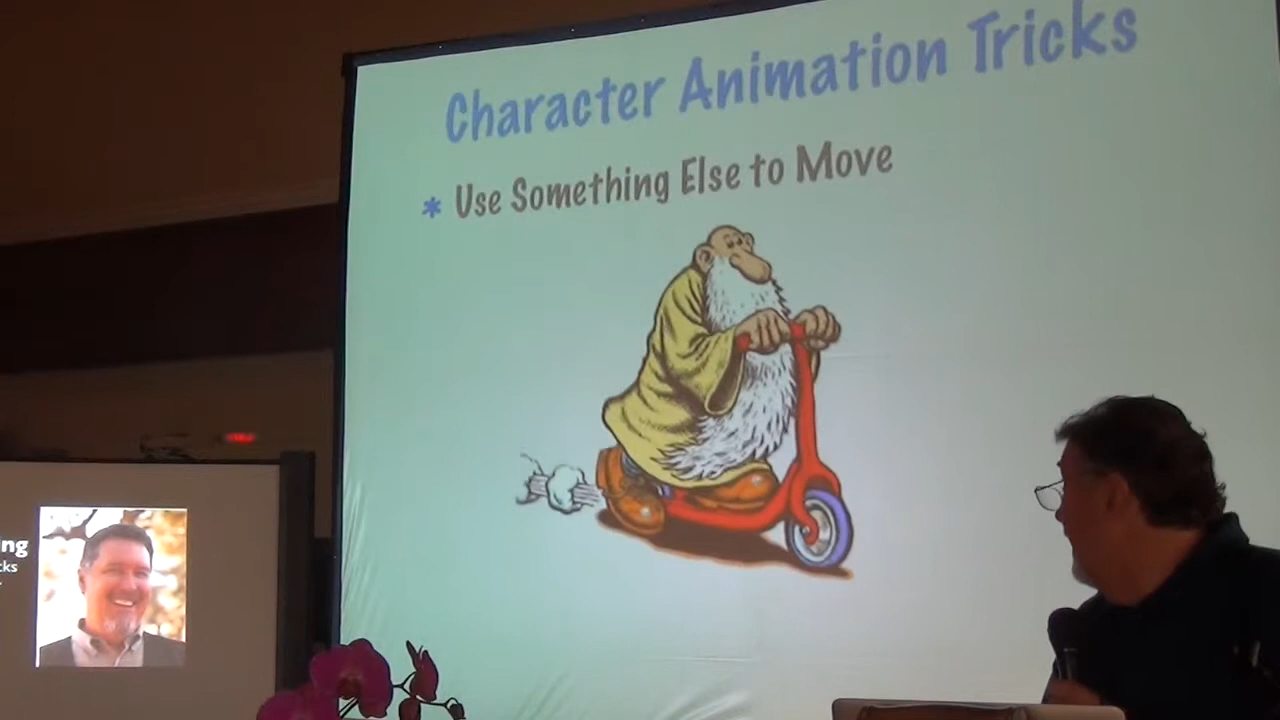 Character Animation Tricks
* Use Something Else to Move
ng
cks